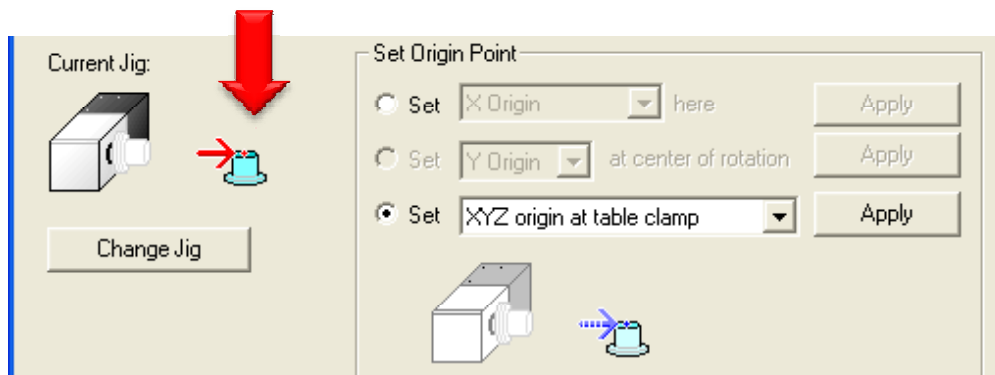 Current Jig:
Change Jig
Set Origin Point
Set X Origin here Apply
Set Y Origin at center of rotation Apply
Set XYZ origin at table clamp Apply